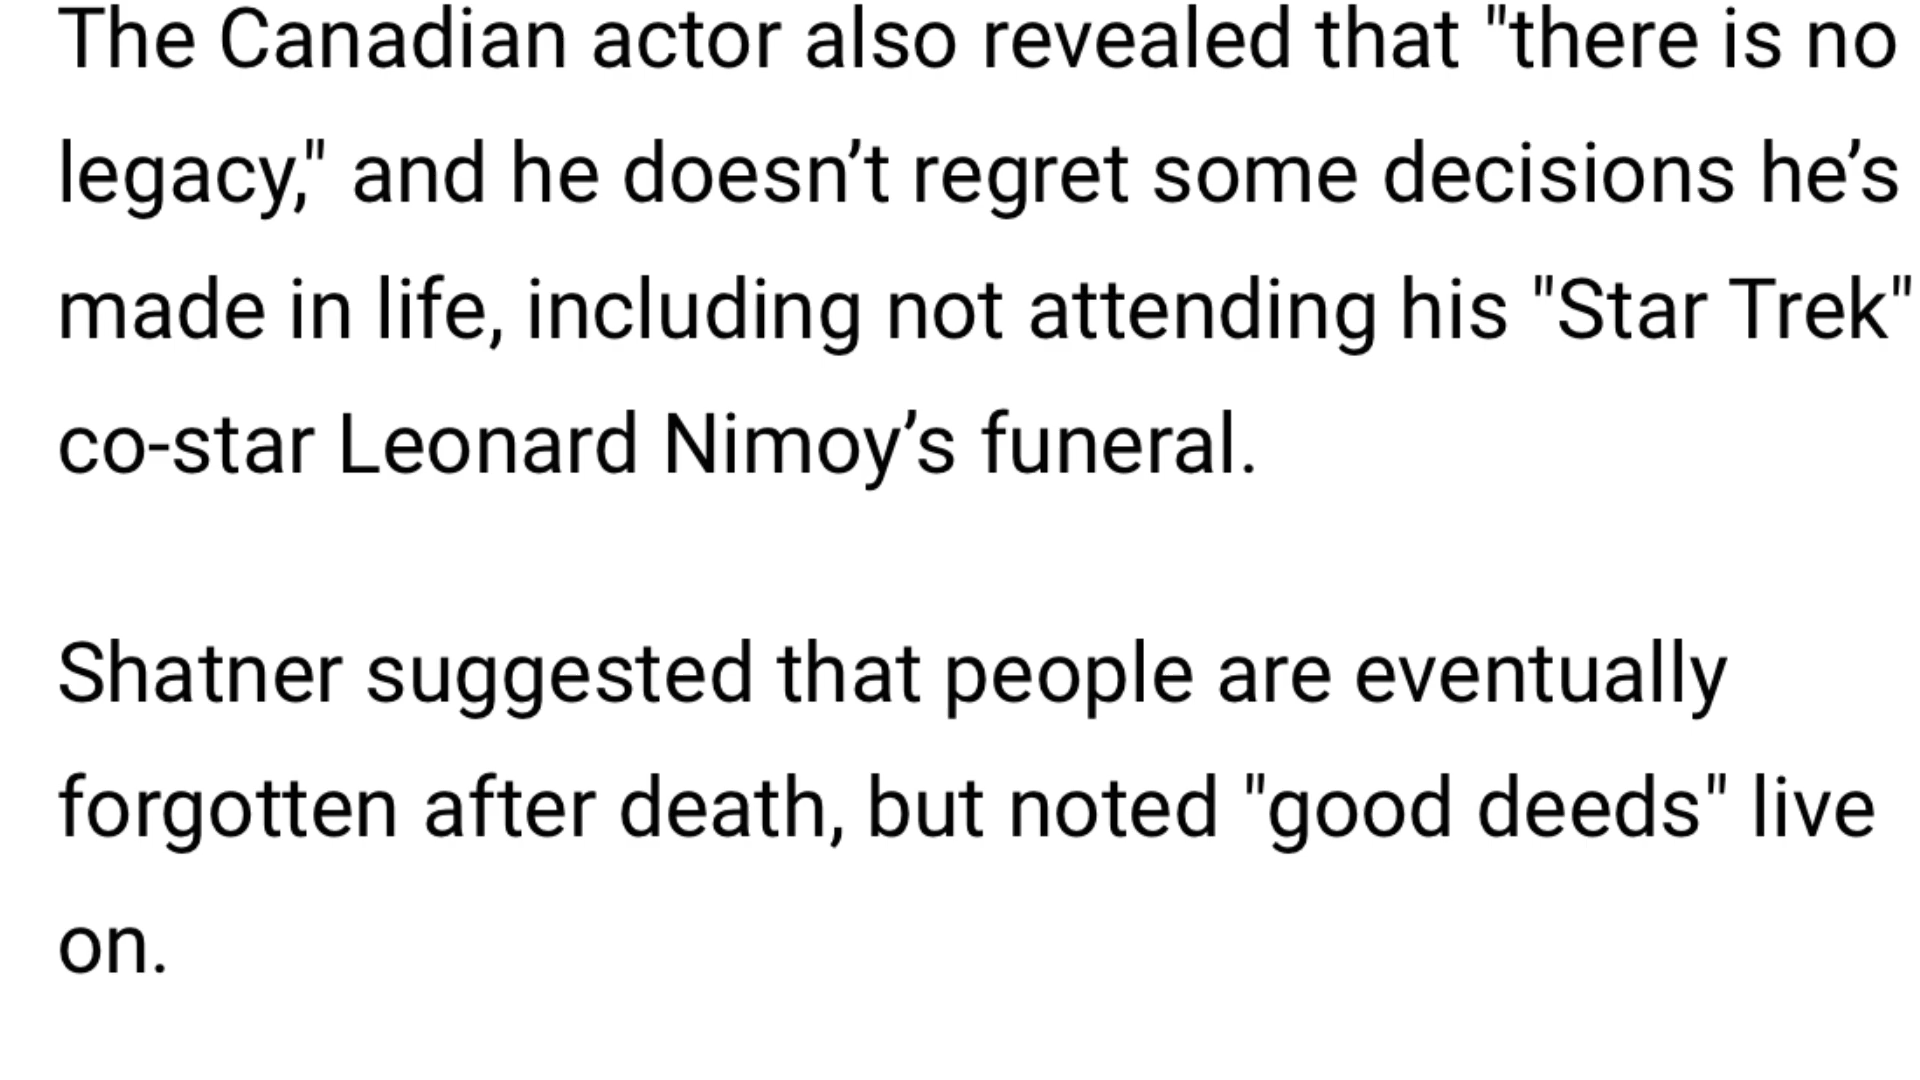 The Canadian actor also revealed that "there is no
legacy," and he doesn’t regret some decisions he’s
made in life, including not attending his "Star Trek"
co-star Leonard Nimoy’s funeral.
Shatner suggested that people are eventually
forgotten after death, but noted "good deeds" live
on.